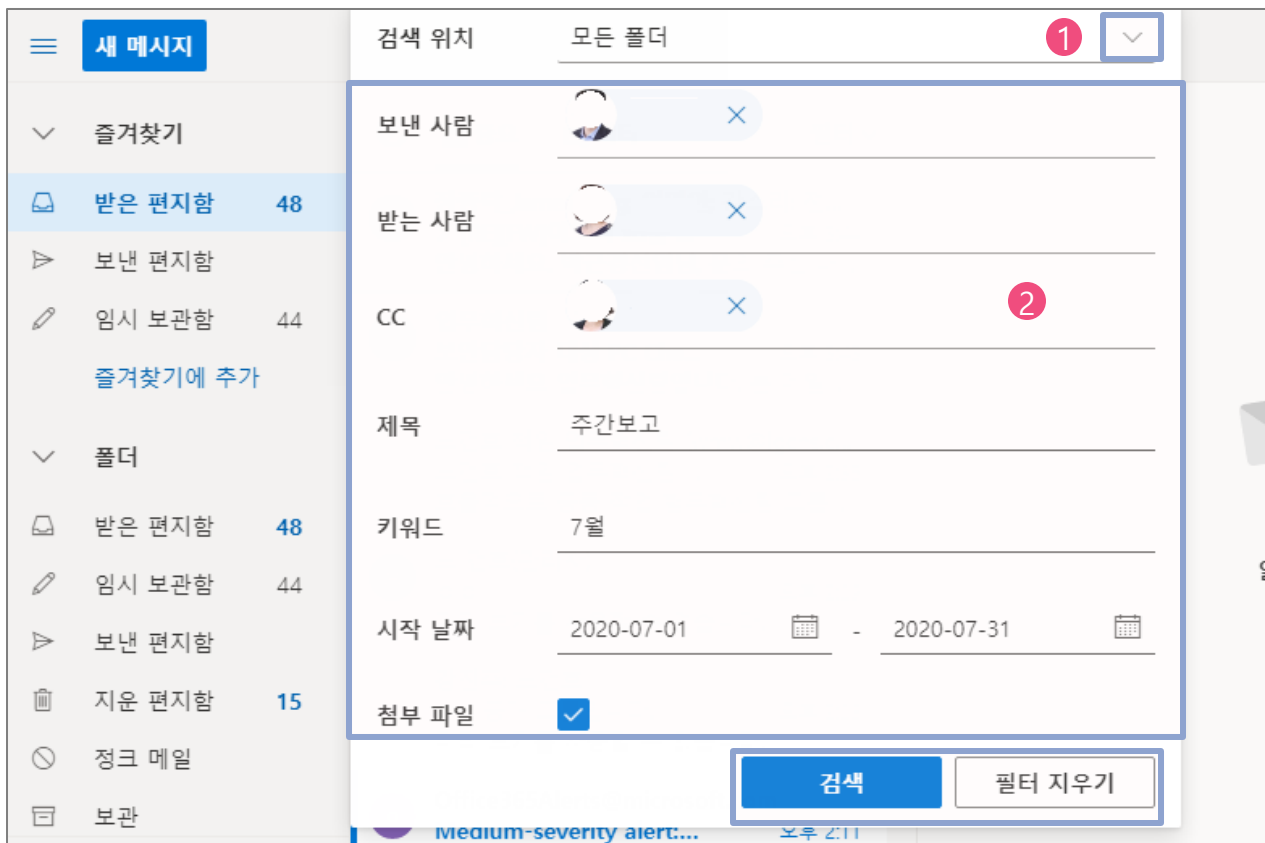 새 메시지
즐겨찾기
받은 편지함 48
보낸 편지함
임시 보관함 44
즐겨찾기에 추가
폴더
받은 편지함 48
임시 보관함 44
보낸 편지함
지운 편지함 15
정크 메일
보관
검색 위치 모든 폴더 1
보낸 사람
받는 사람
CC 2
제목 주간보고
키워드 7월
시작 날짜 2020-07-01 - 2020-07-31
첨부 파일
검색 필터 지우기
Medium-severity alert:... 오후 2:11